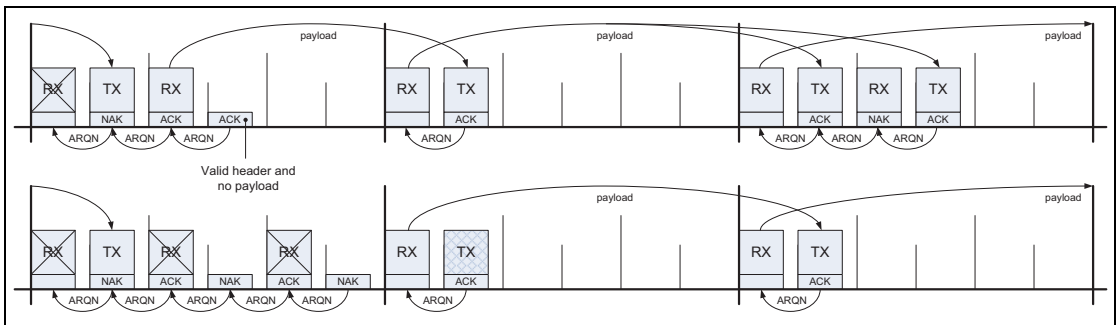 payload payload payload
RX TX RX RX TX RX TX RX TX
NAK ACK ACK ACK ACK NAK ACK
ARQN ARQN ARQN ARQN ARQN ARQN ARQN
Valid header and
no payload
payload payload
RX TX RX RX RX TX RX TX
NAK ACK NAK ACK NAK ACK ACK
ARQN ARQN ARQN ARQN ARQN ARQN ARQN